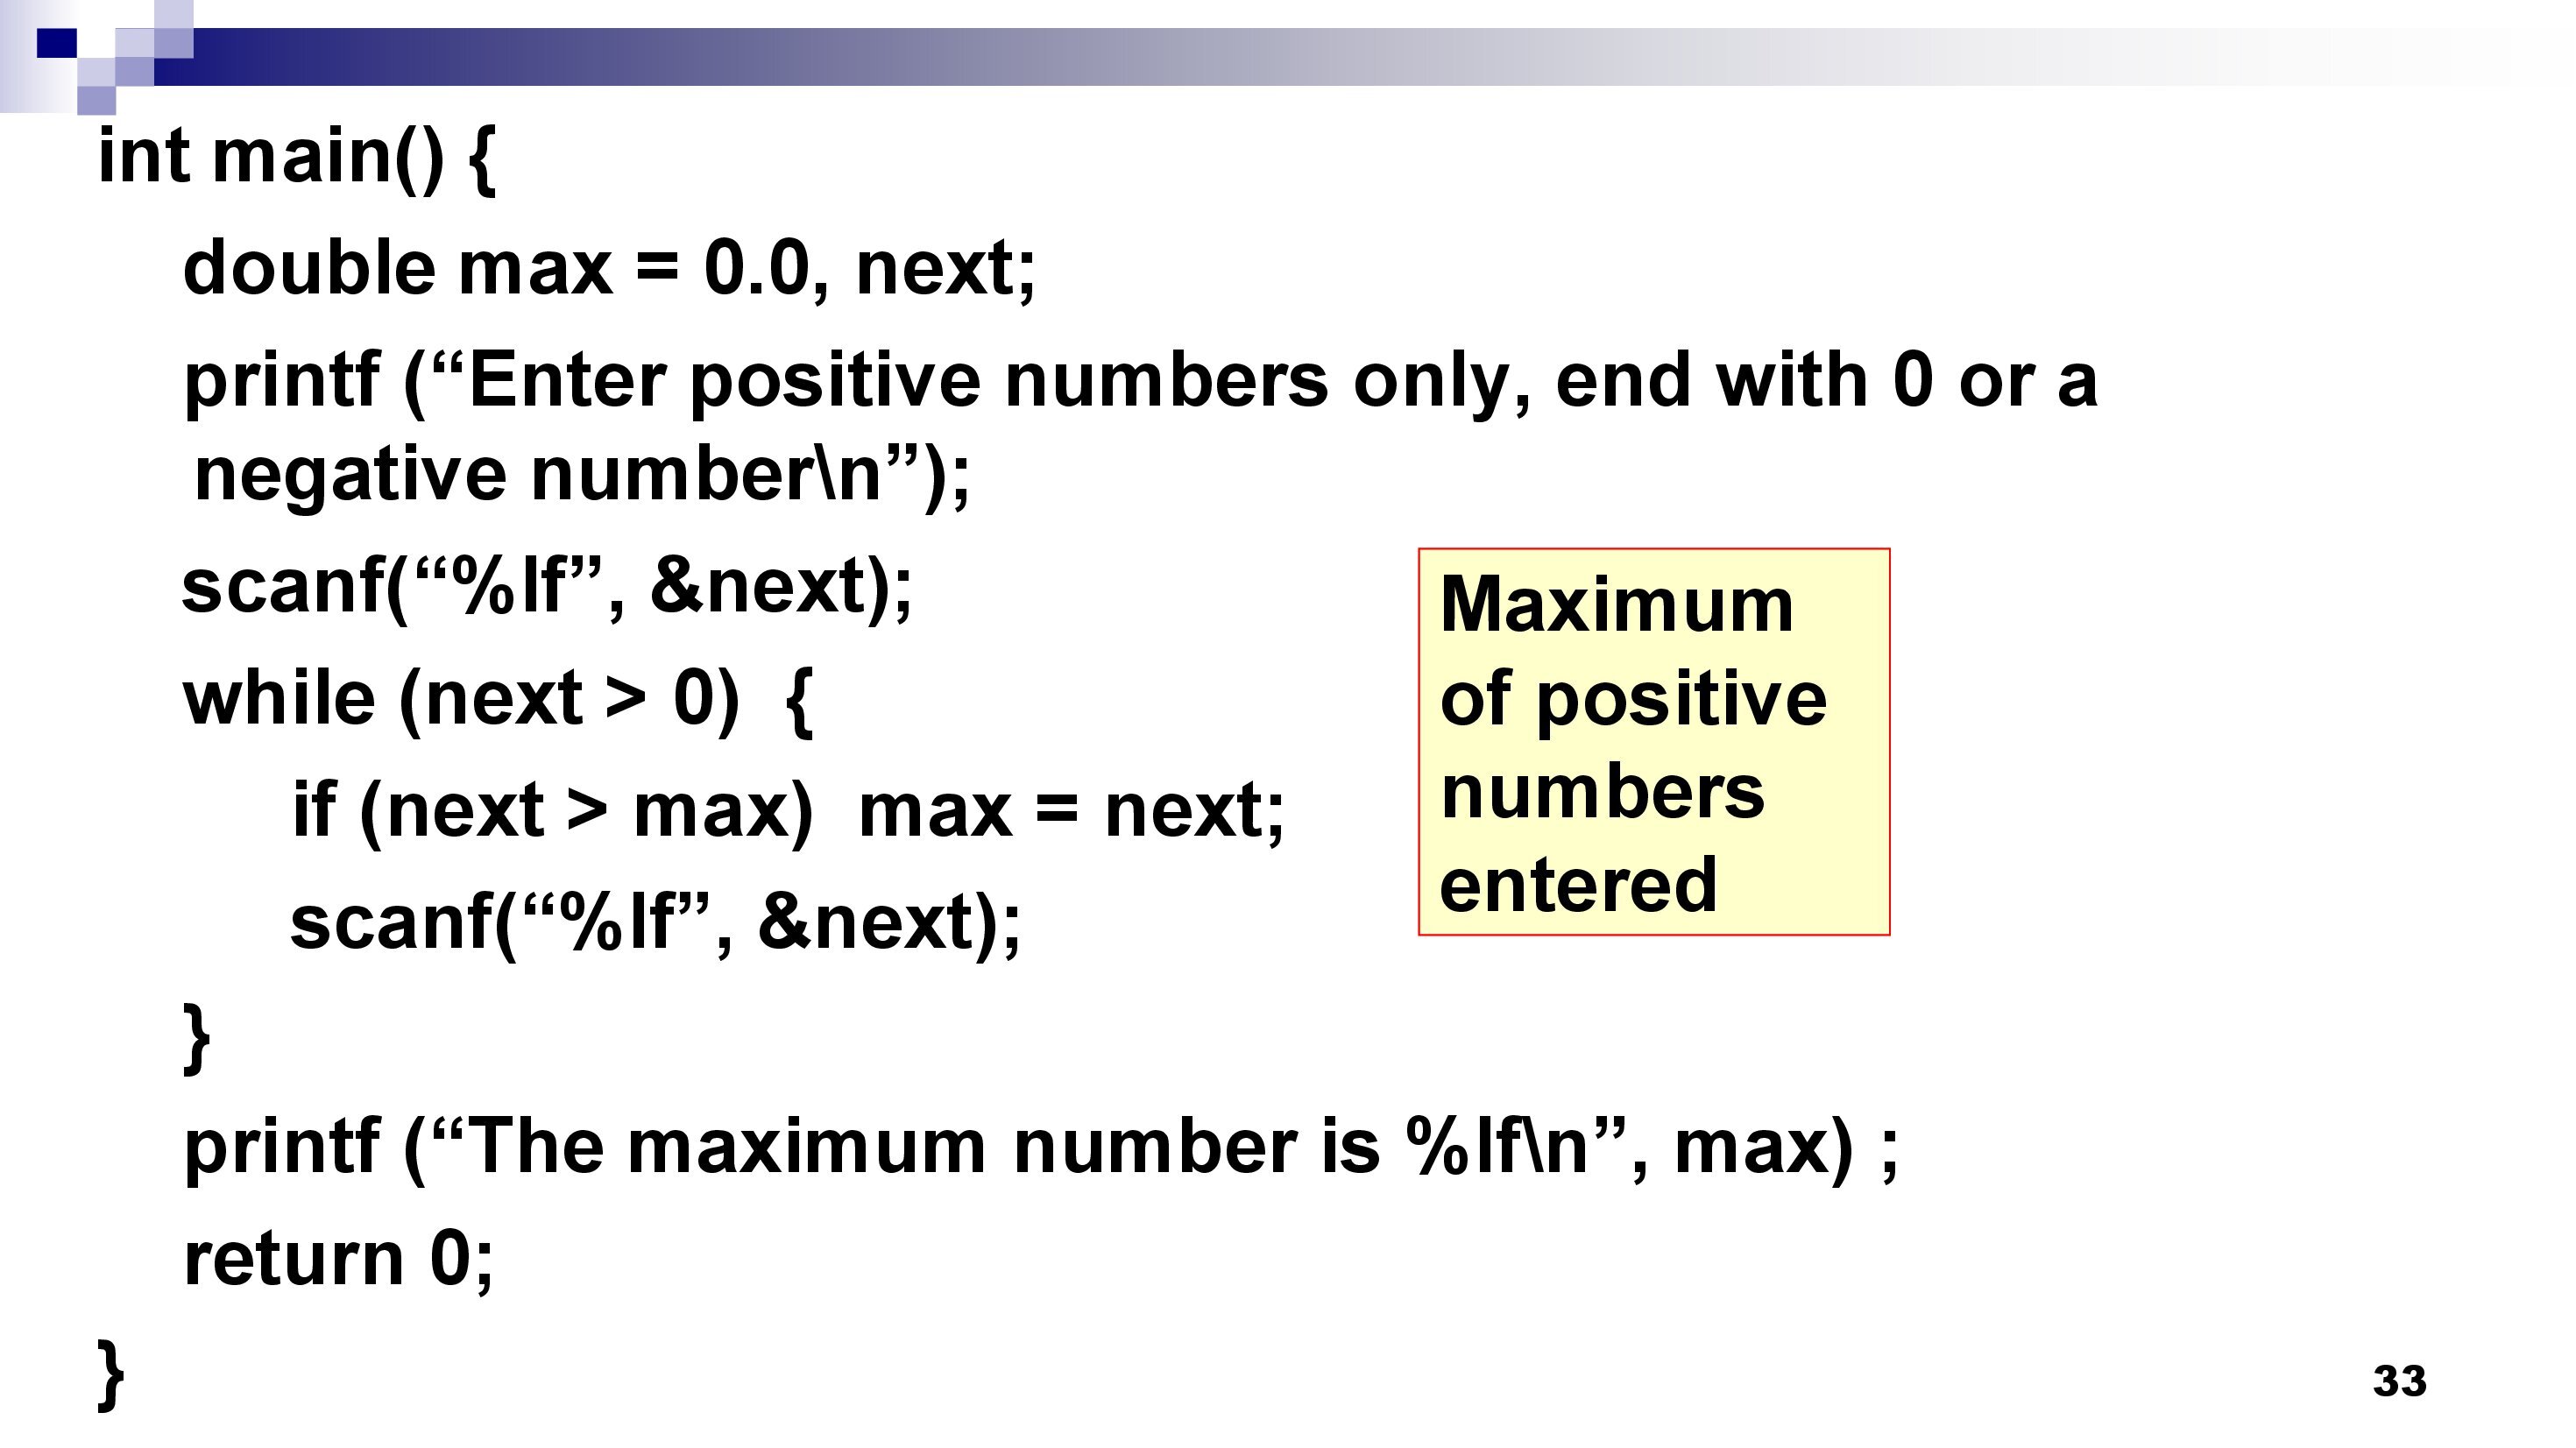 int main() {
double max = 0.0, next;
printf (“Enter positive numbers only, end with 0 or a
negative number\n”);
scanf(“%lf”, &next);
while (next > 0)  {
if (next > max)  max = next;
scanf(“%lf”, &next);
}
printf (“The maximum number is %lf\n”, max) ;
return 0;
}
Maximum
of positive
numbers
entered
33